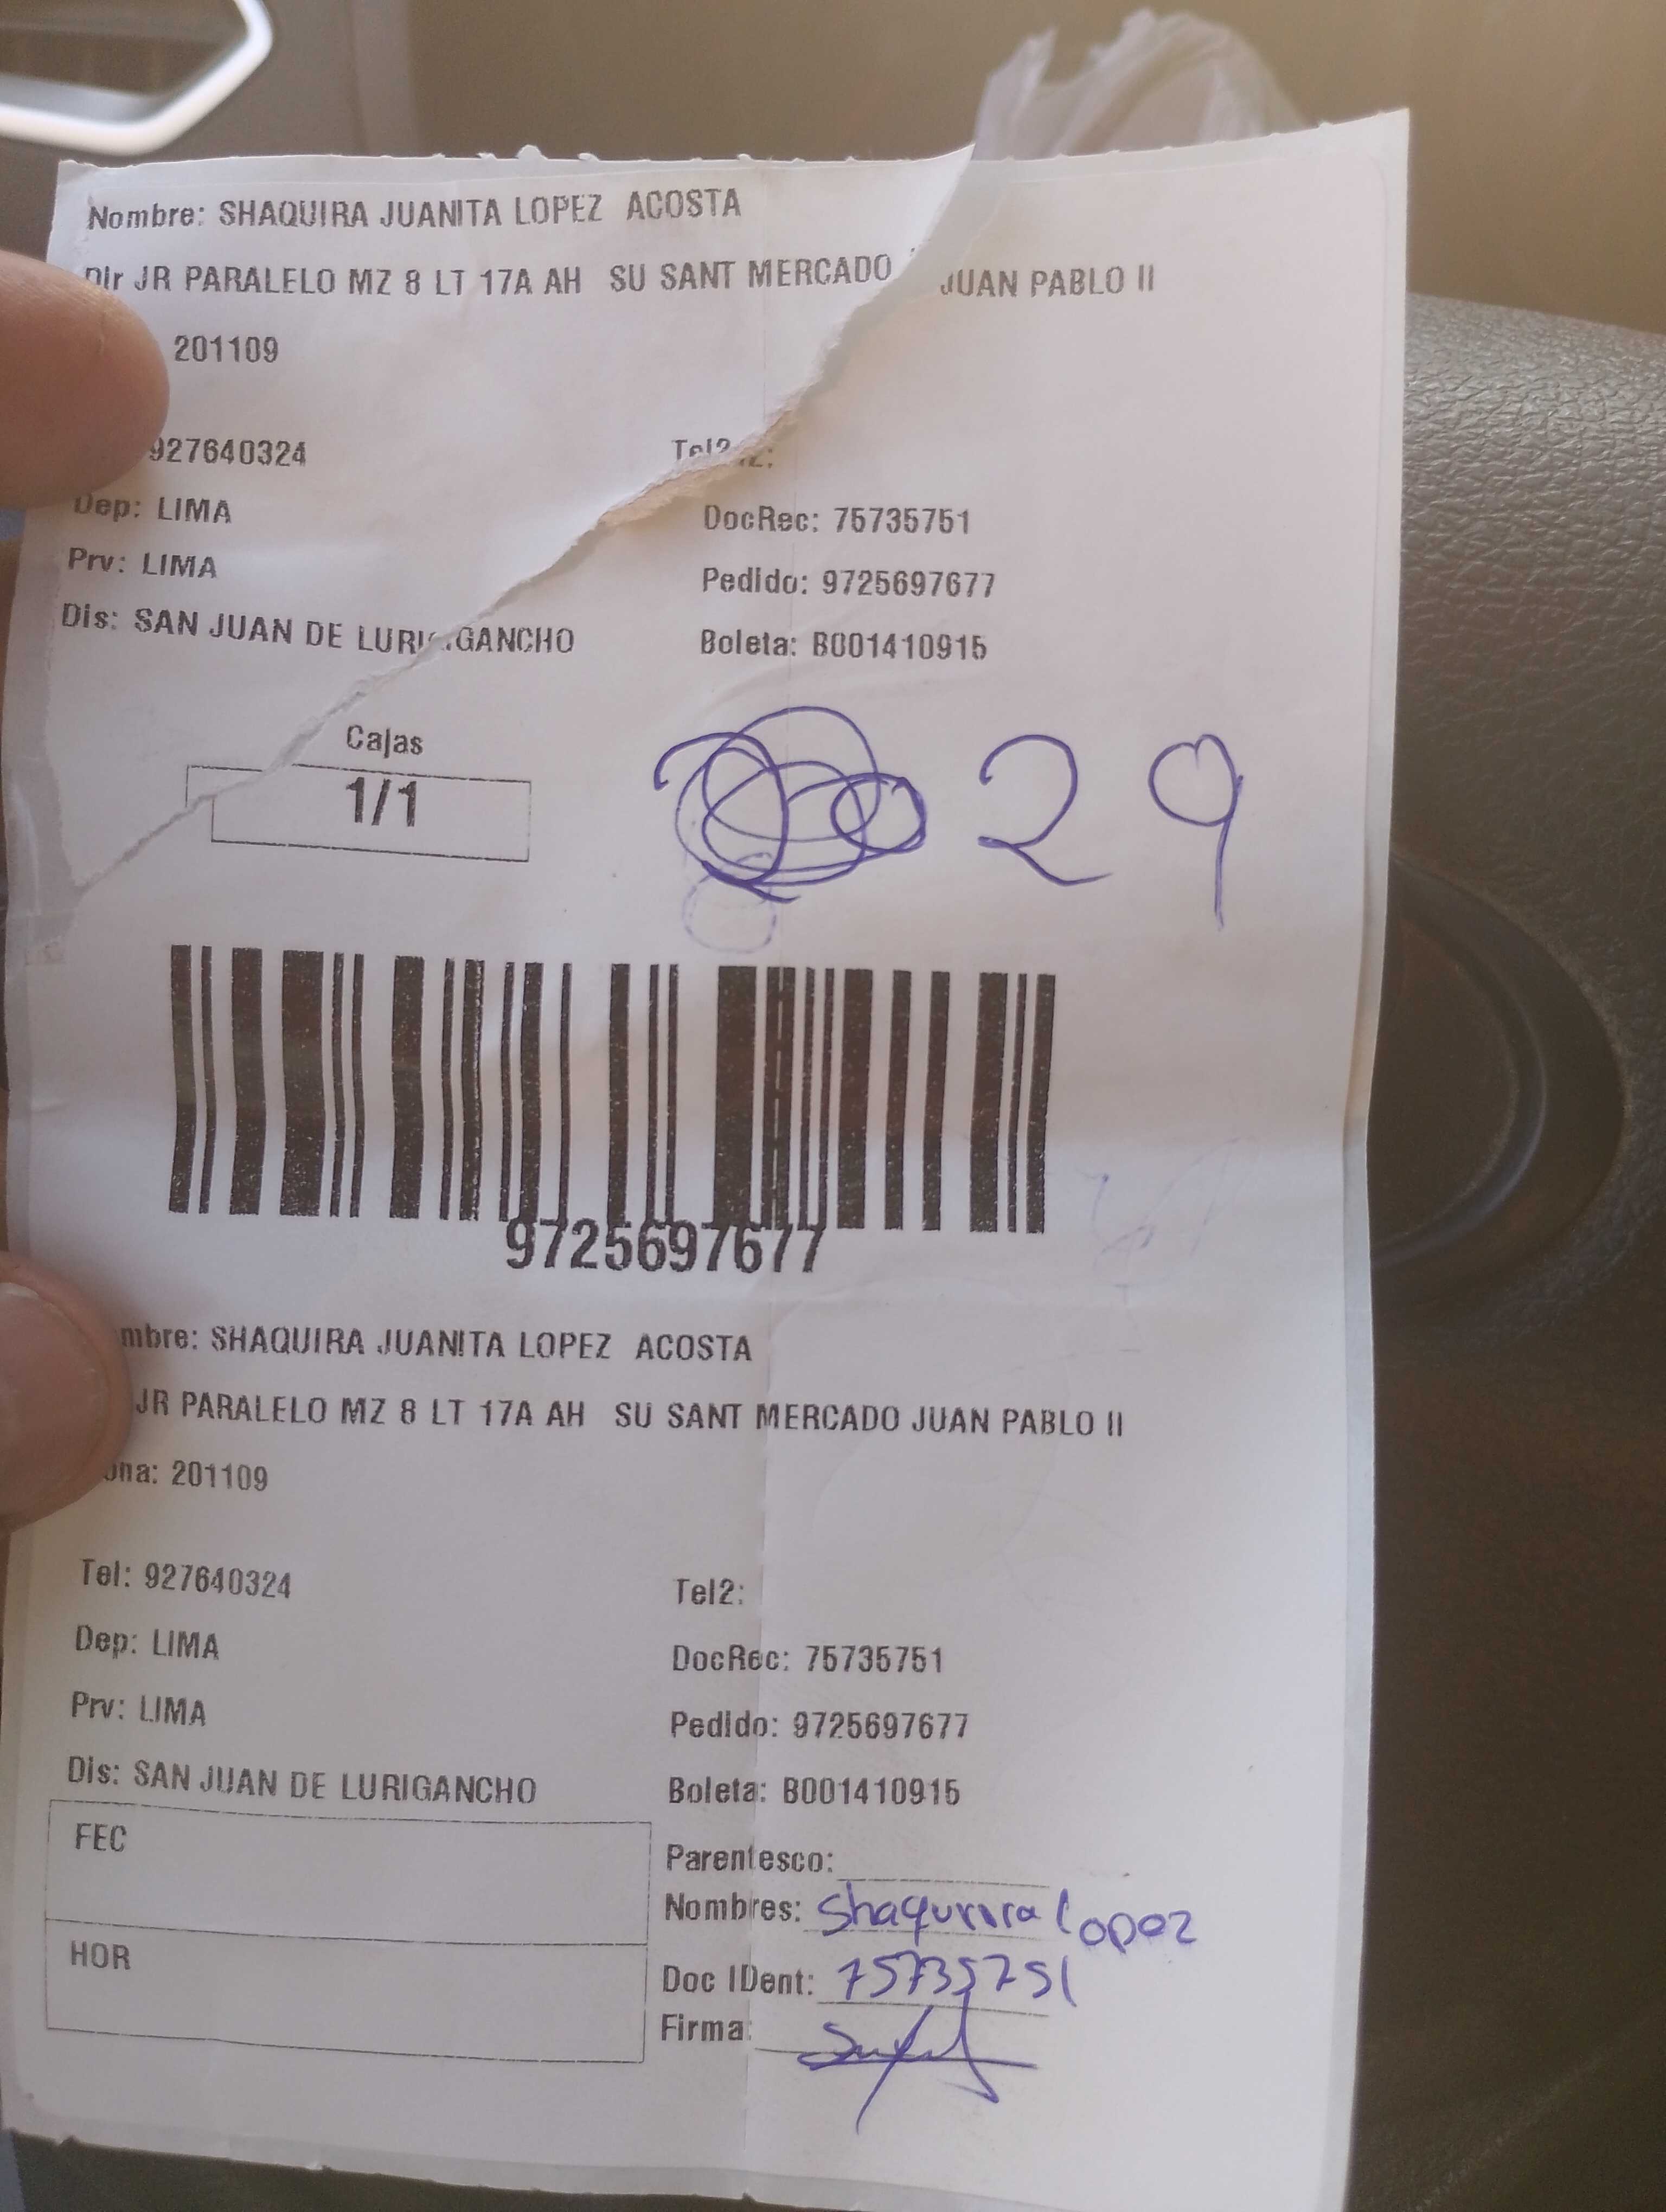 Nombre: SHAQUIRA JUANITA LOPEZ ACOSTA
Dir JR PARALELO MZ 8 LT 17A AH SU SANT MERCADO JUAN PABLO II
201109
927640324 Tel2:
Dep: LIMA DocRec: 75735751
Prv: LIMA Pedido: 9725697677
Dis: SAN JUAN DE LURIGANCHO Boleta: B001410915
Cajas
1/1 29
9725697677
mbre: SHAQUIRA JUANITA LOPEZ ACOSTA
JR PARALELO MZ 8 LT 17A AH SU SANT MERCADO JUAN PABLO II
ona: 201109
Tel: 927640324 Tel2:
Dep: LIMA DocRec: 75735751
Prv: LIMA Pedido: 9725697677
Dis: SAN JUAN DE LURIGANCHO Boleta: B001410915
FEC Parentesco:
Nombres: Shaquira Lopez
HOR Doc IDent: 75735751
Firma: